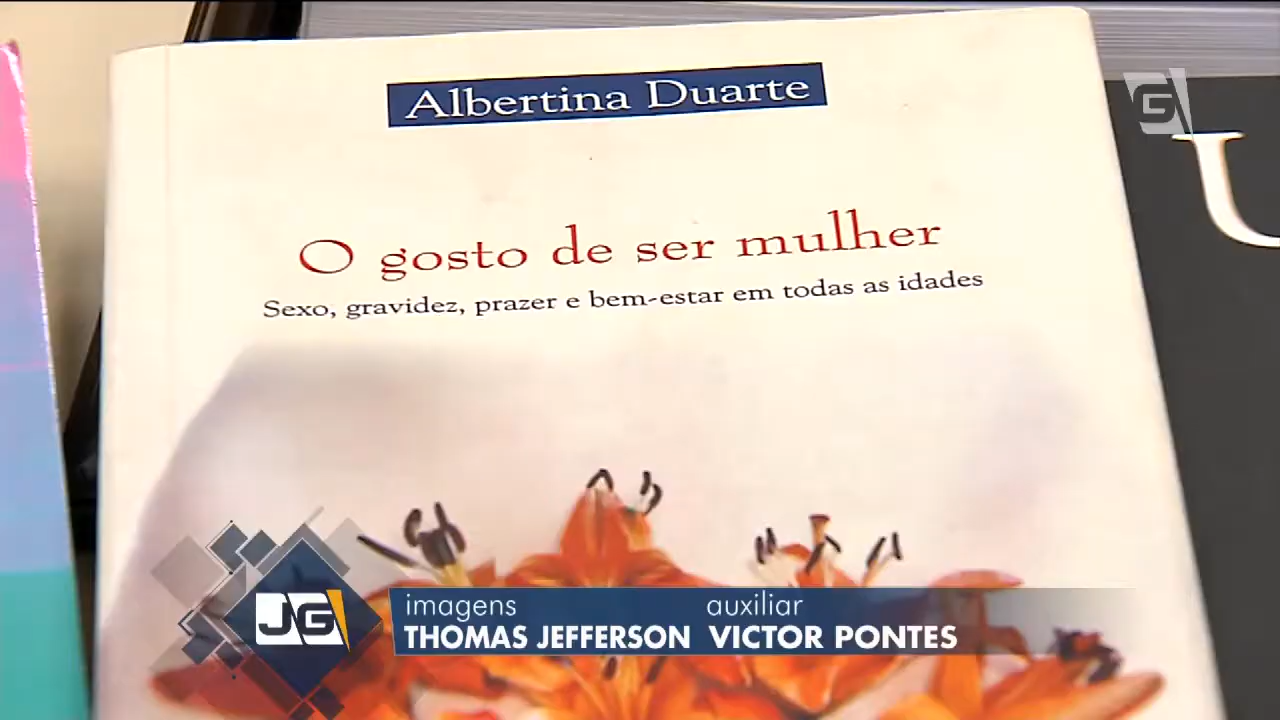 Albertina Duarte
G
U
O gosto de ser mulher
Sexo, gravidez, prazer e bem-estar em todas as idades
imagens auxiliar
JG THOMAS JEFFERSON VICTOR PONTES